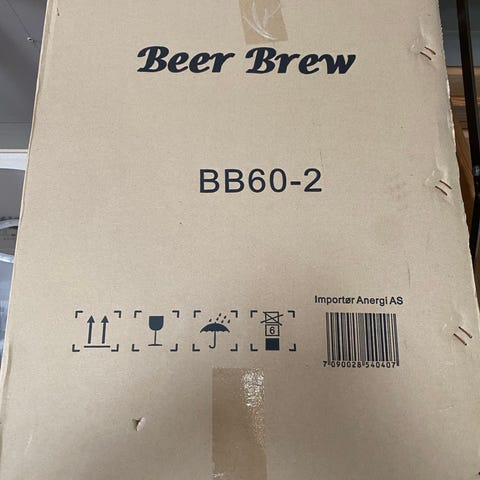 Beer Brew
BB60-2
Importør Anergi AS
6
7 090028 540407